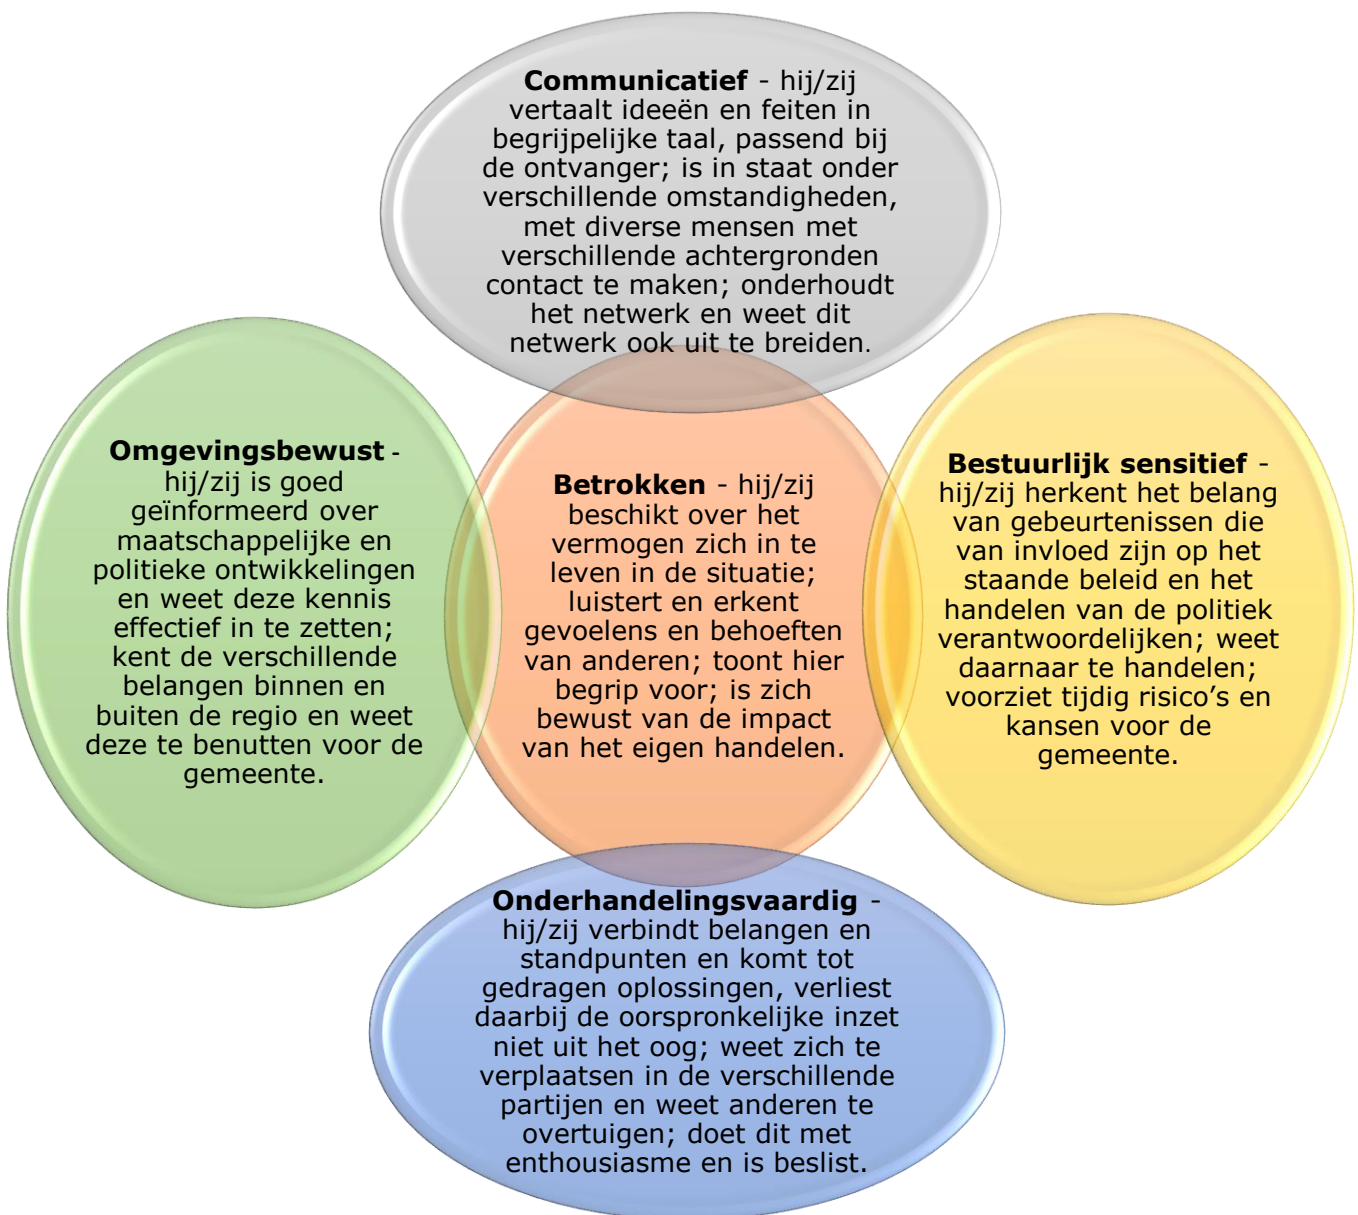 Communicatief - hij/zij
vertaalt ideeën en feiten in
begrijpelijke taal, passend bij
de ontvanger; is in staat onder
verschillende omstandigheden,
met diverse mensen met
verschillende achtergronden
contact te maken; onderhoudt
het netwerk en weet dit
netwerk ook uit te breiden.
Omgevingsbewust -
hij/zij is goed
geïnformeerd over
maatschappelijke en
politieke ontwikkelingen
en weet deze kennis
effectief in te zetten;
kent de verschillende
belangen binnen en
buiten de regio en weet
deze te benutten voor de
gemeente.
Betrokken - hij/zij
beschikt over het
vermogen zich in te
leven in de situatie;
luistert en erkent
gevoelens en behoeften
van anderen; toont hier
begrip voor; is zich
bewust van de impact
van het eigen handelen.
Bestuurlijk sensitief -
hij/zij herkent het belang
van gebeurtenissen die
van invloed zijn op het
staande beleid en het
handelen van de politiek
verantwoordelijken; weet
daarnaar te handelen;
voorziet tijdig risico’s en
kansen voor de
gemeente.
Onderhandelingsvaardig -
hij/zij verbindt belangen en
standpunten en komt tot
gedragen oplossingen, verliest
daarbij de oorspronkelijke inzet
niet uit het oog; weet zich te
verplaatsen in de verschillende
partijen en weet anderen te
overtuigen; doet dit met
enthousiasme en is beslist.